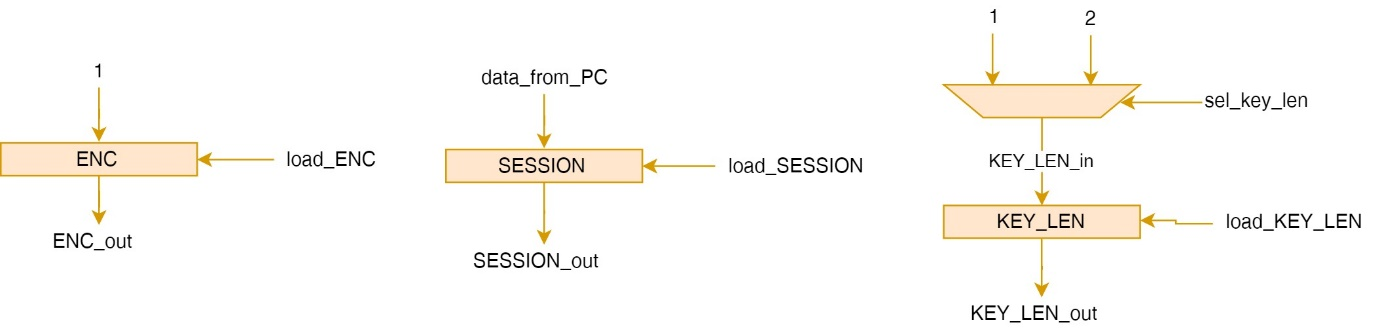 1
ENC
load_ENC
ENC_out
data_from_PC
SESSION
load_SESSION
SESSION_out
1
2
sel_key_len
KEY_LEN_in
KEY_LEN
load_KEY_LEN
KEY_LEN_out